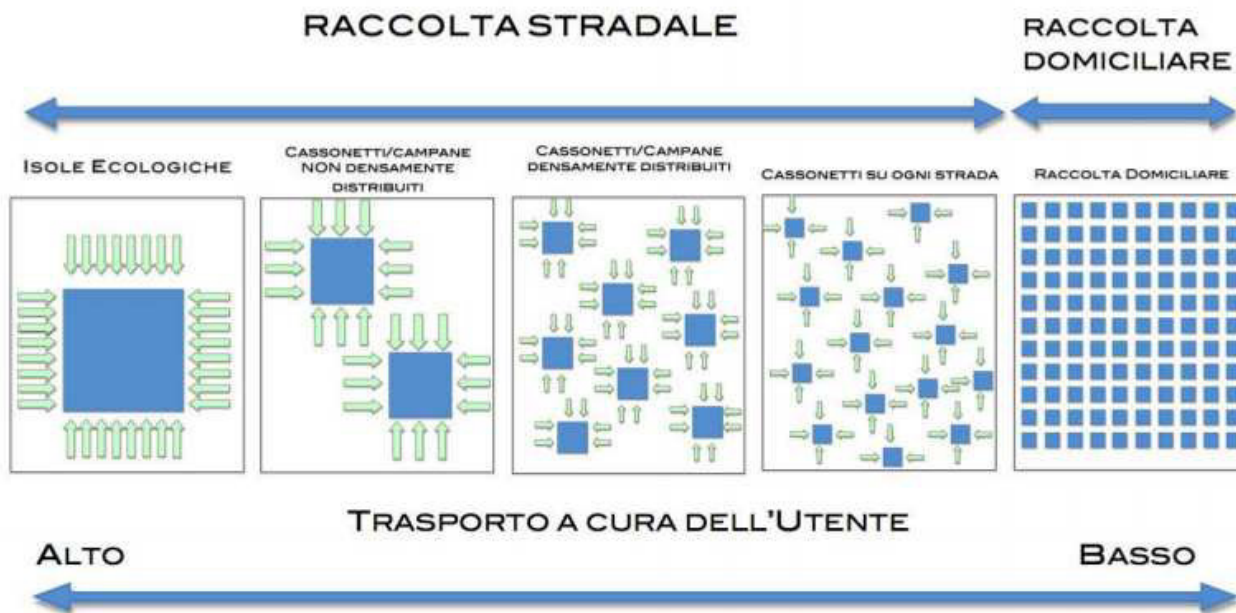 RACCOLTA STRADALE
RACCOLTA
DOMICILIARE
ISOLE ECOLOGICHE
CASSONETTI/CAMPANE
NON DENSAMENTE
DISTRIBUITI
CASSONETTI/CAMPANE
DENSAMENTE DISTRIBUITI
CASSONETTI SU OGNI STRADA
RACCOLTA DOMICILIARE
TRASPORTO A CURA DELL'UTENTE
ALTO
BASSO